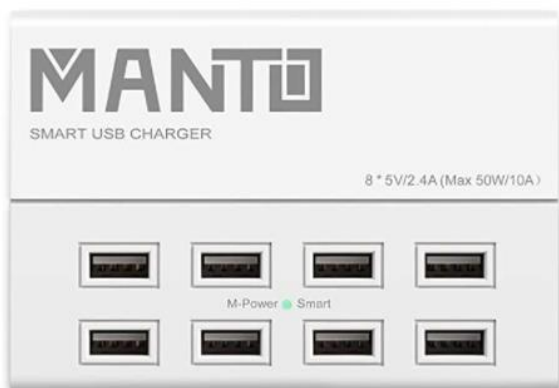 MANTO
SMART USB CHARGER
8 * 5V/2.4A (Max 50W/10A)
M-Power Smart